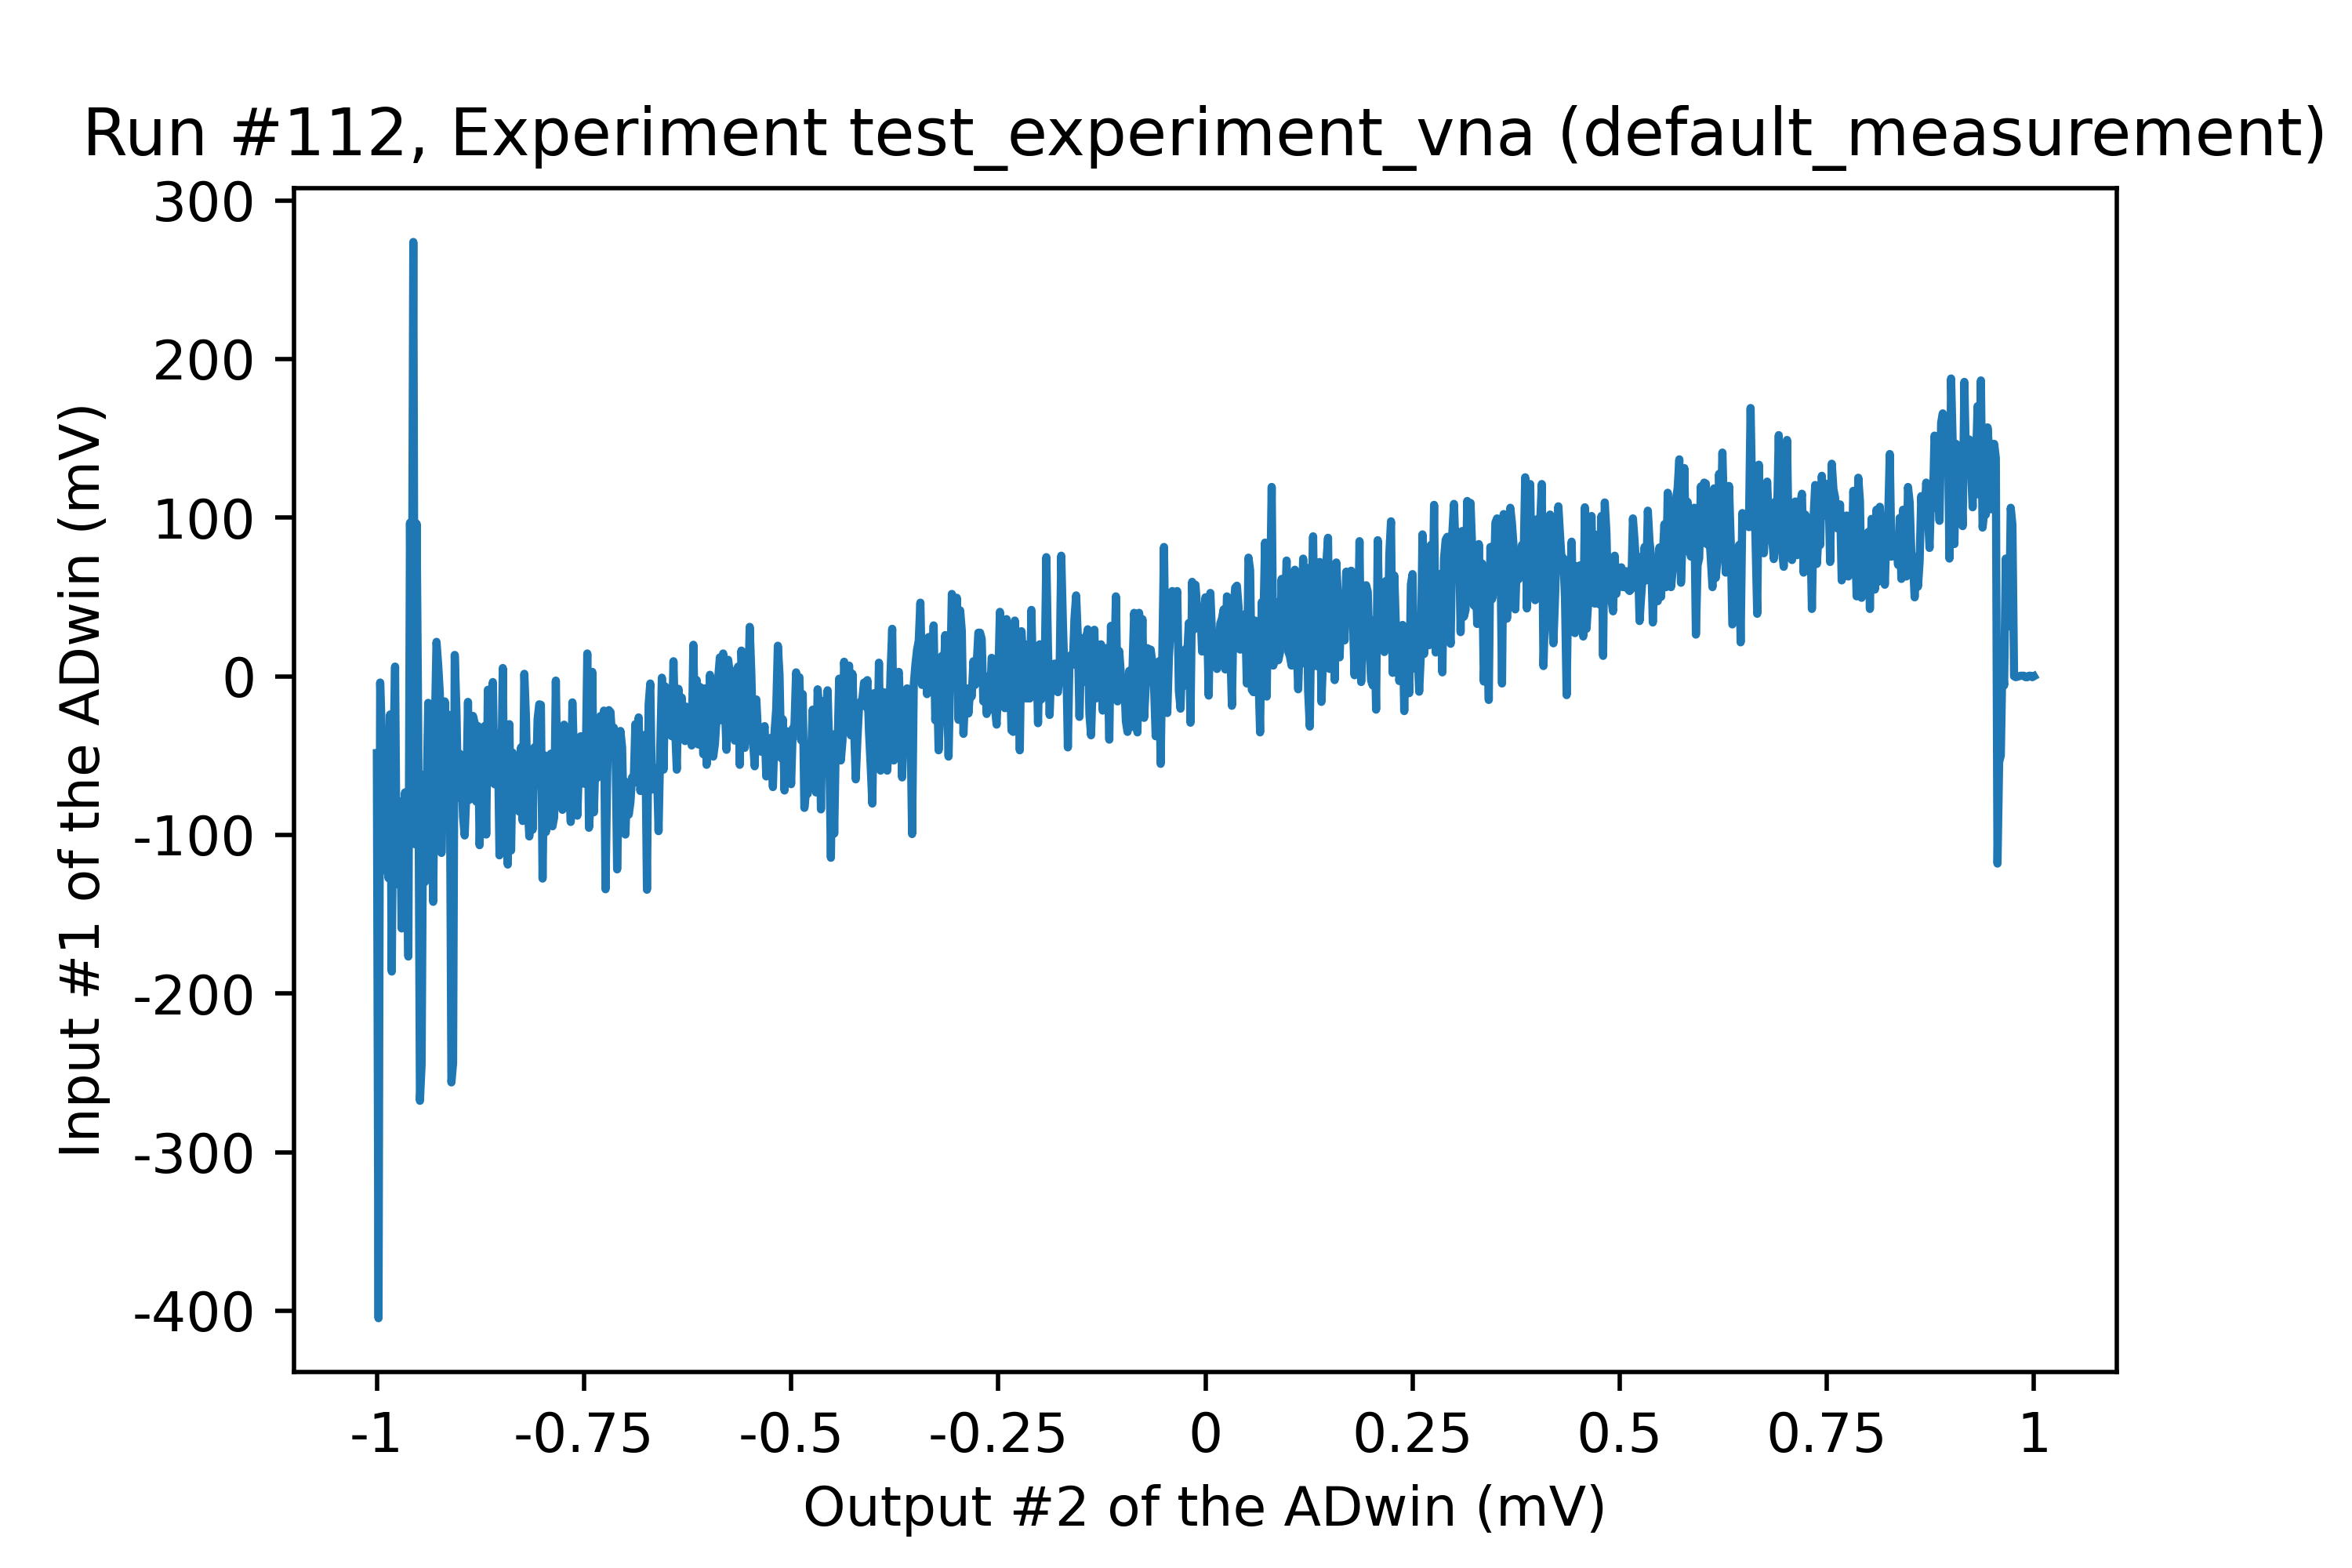 Run #112, Experiment test_experiment_vna (default_measurement)
300
200
100
0
-100
-200
-300
-400
Input #1 of the ADwin (mV)
-1 -0.75 -0.5 -0.25 0 0.25 0.5 0.75 1
Output #2 of the ADwin (mV)